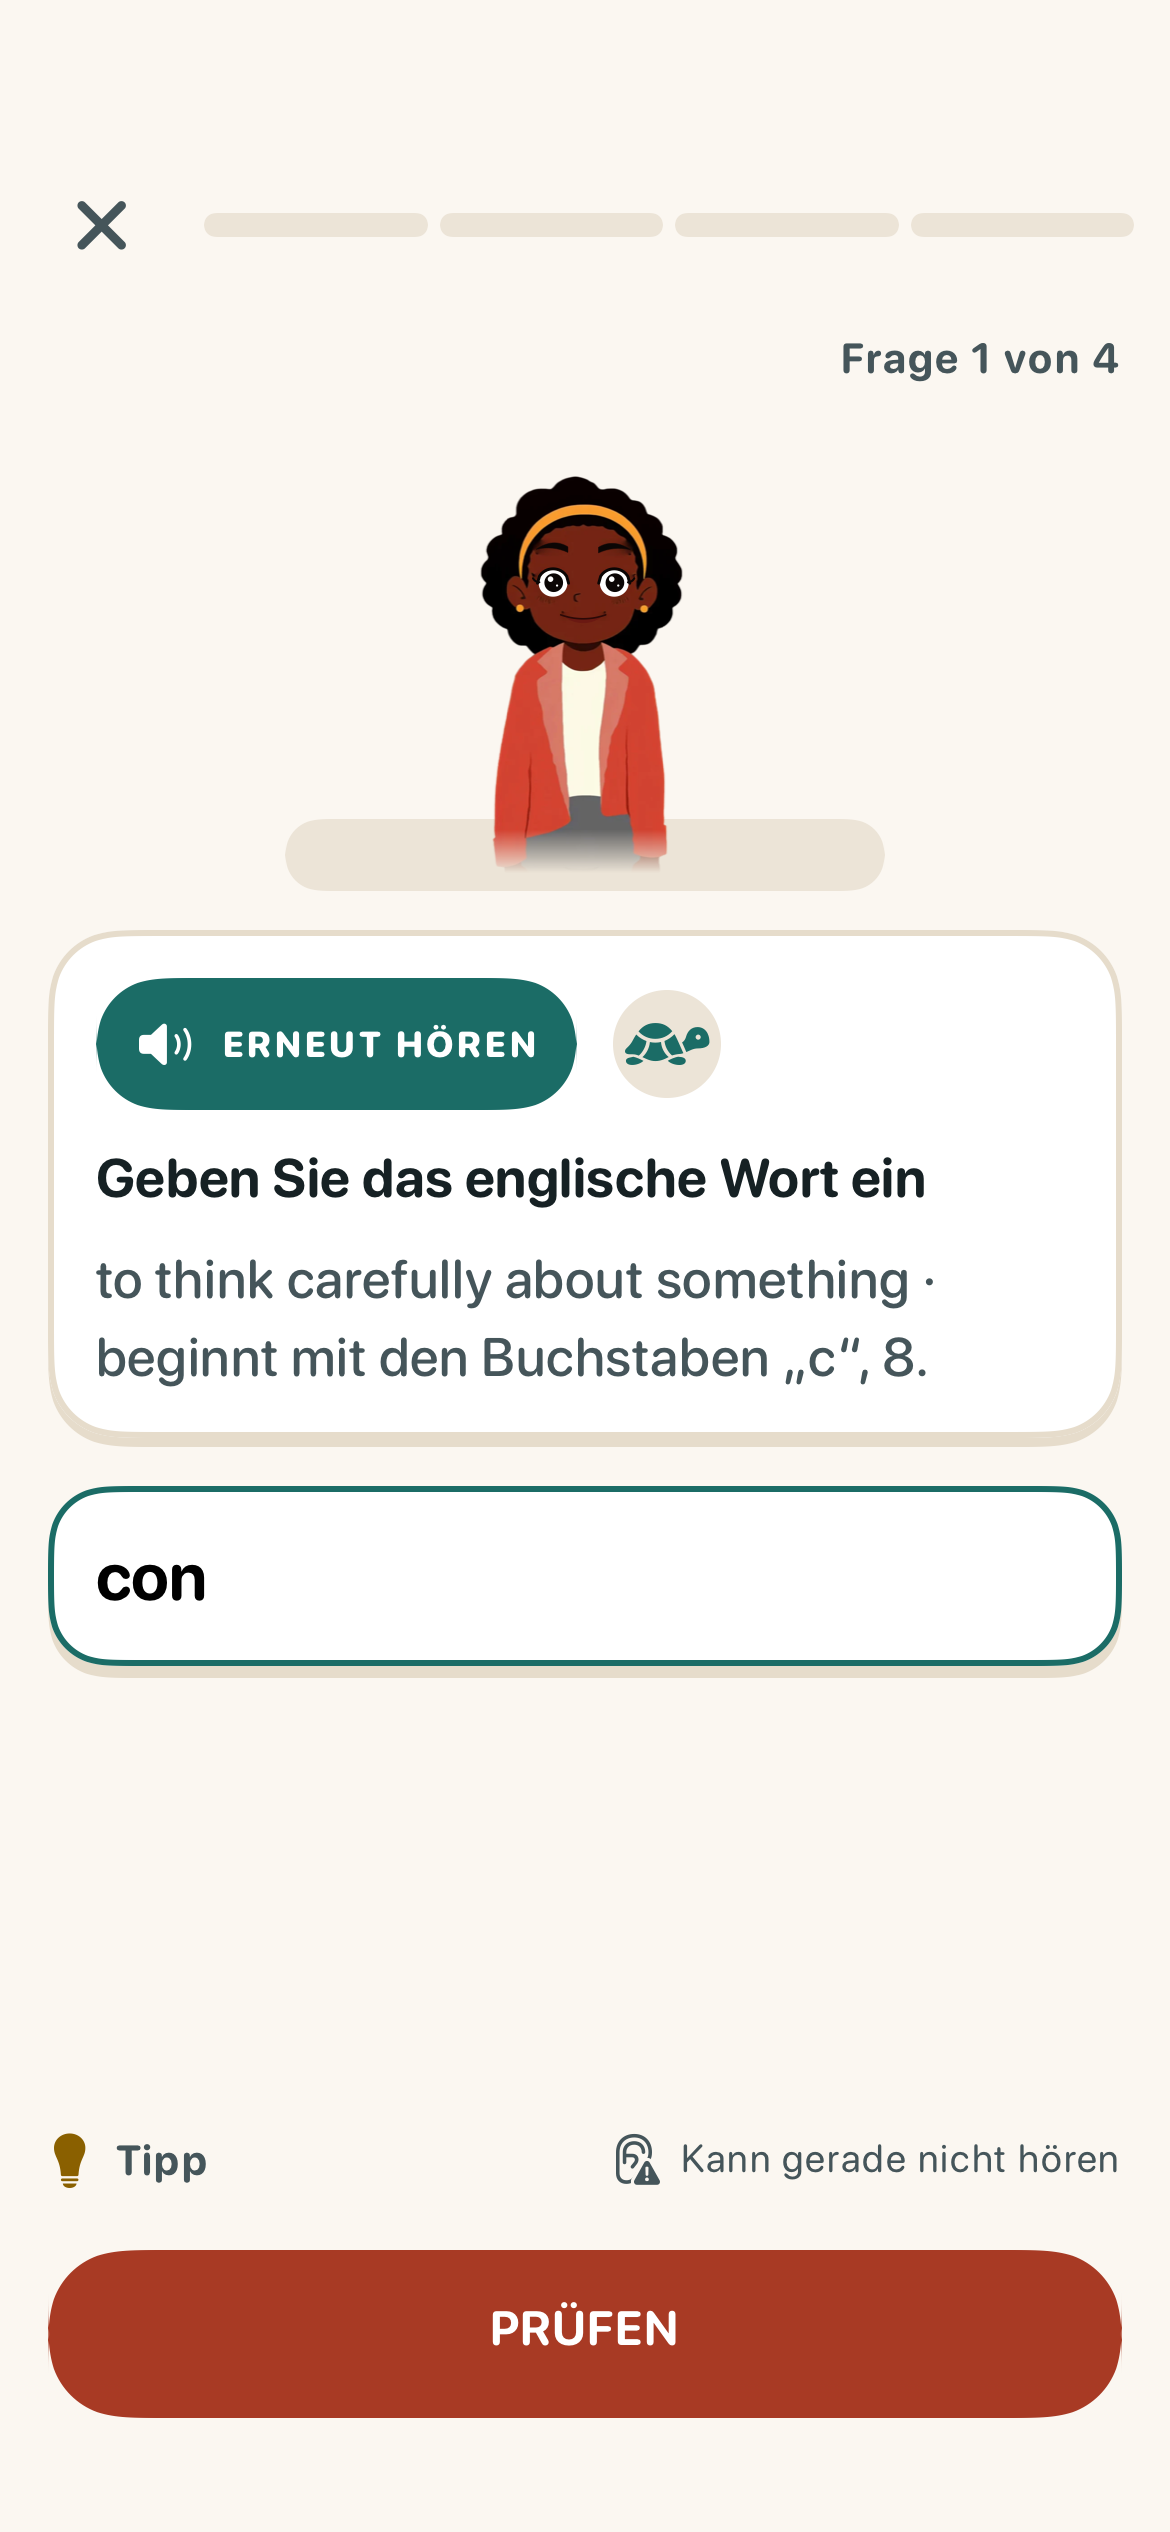 Frage 1 von 4
ERNEUT HÖREN
Geben Sie das englische Wort ein
to think carefully about something ·
beginnt mit den Buchstaben „c“, 8.
con
Tipp
Kann gerade nicht hören
PRÜFEN